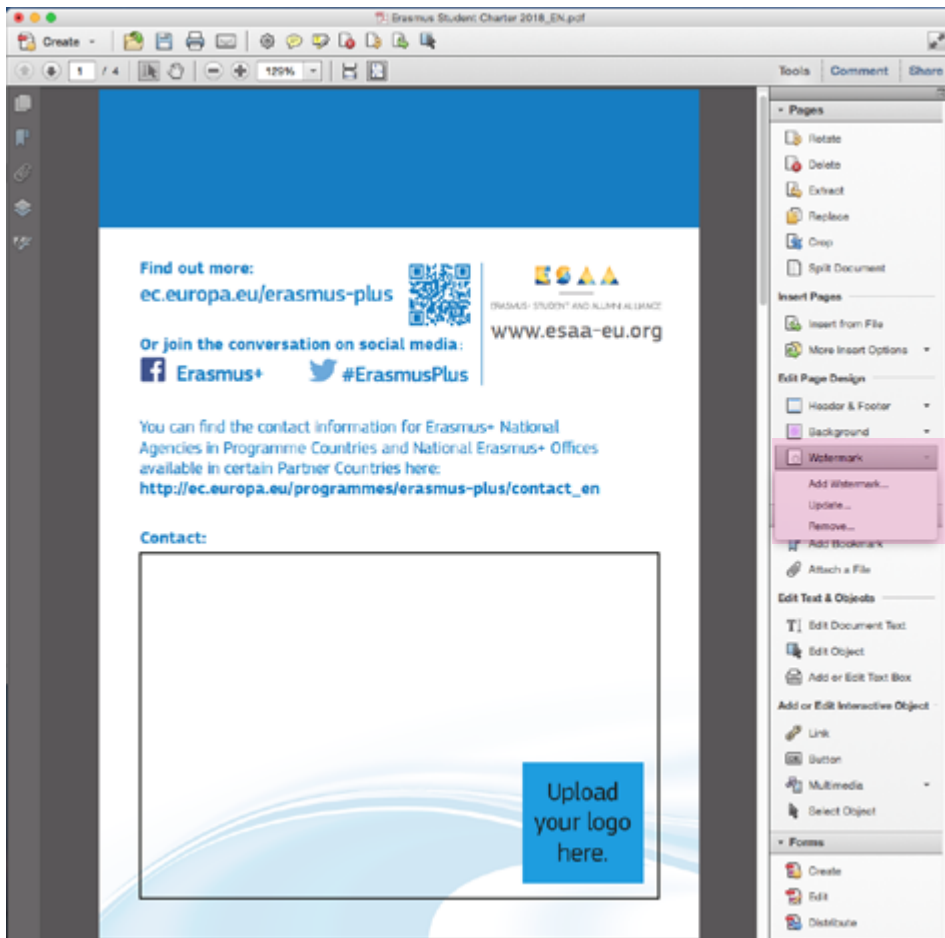 Erasmus Student Charter 2018_EN.pdf
Create
1 / 4
129%
Tools Comment Share
Pages
Rotate
Delete
Extract
Replace
Crop
Split Document
Insert Pages
Insert from File
More Insert Options
Edit Page Design
Header & Footer
Background
Watermark
Add Watermark...
Update...
Remove...
Add Bookmark
Attach a File
Edit Text & Objects
Edit Document Text
Edit Object
Add or Edit Text Box
Add or Edit Interactive Object
Link
Button
Multimedia
Select Object
Forms
Create
Edit
Distribute
Find out more:
ec.europa.eu/erasmus-plus
Or join the conversation on social media:
Erasmus+ #ErasmusPlus
ESAA
ERASMUS+ STUDENT AND ALUMNI ALLIANCE
www.esaa-eu.org
You can find the contact information for Erasmus+ National
Agencies in Programme Countries and National Erasmus+ Offices
available in certain Partner Countries here:
http://ec.europa.eu/programmes/erasmus-plus/contact_en
Contact:
Upload
your logo
here.